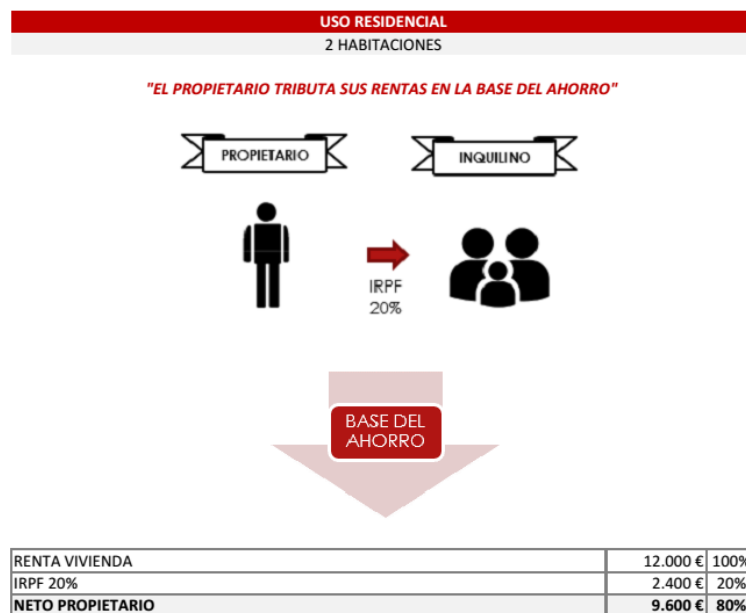 USO RESIDENCIAL
2 HABITACIONES
"EL PROPIETARIO TRIBUTA SUS RENTAS EN LA BASE DEL AHORRO"
PROPIETARIO
INQUILINO
IRPF
20%
BASE DEL
AHORRO
RENTA VIVIENDA 12.000 € 100%
IRPF 20% 2.400 € 20%
NETO PROPIETARIO 9.600 € 80%